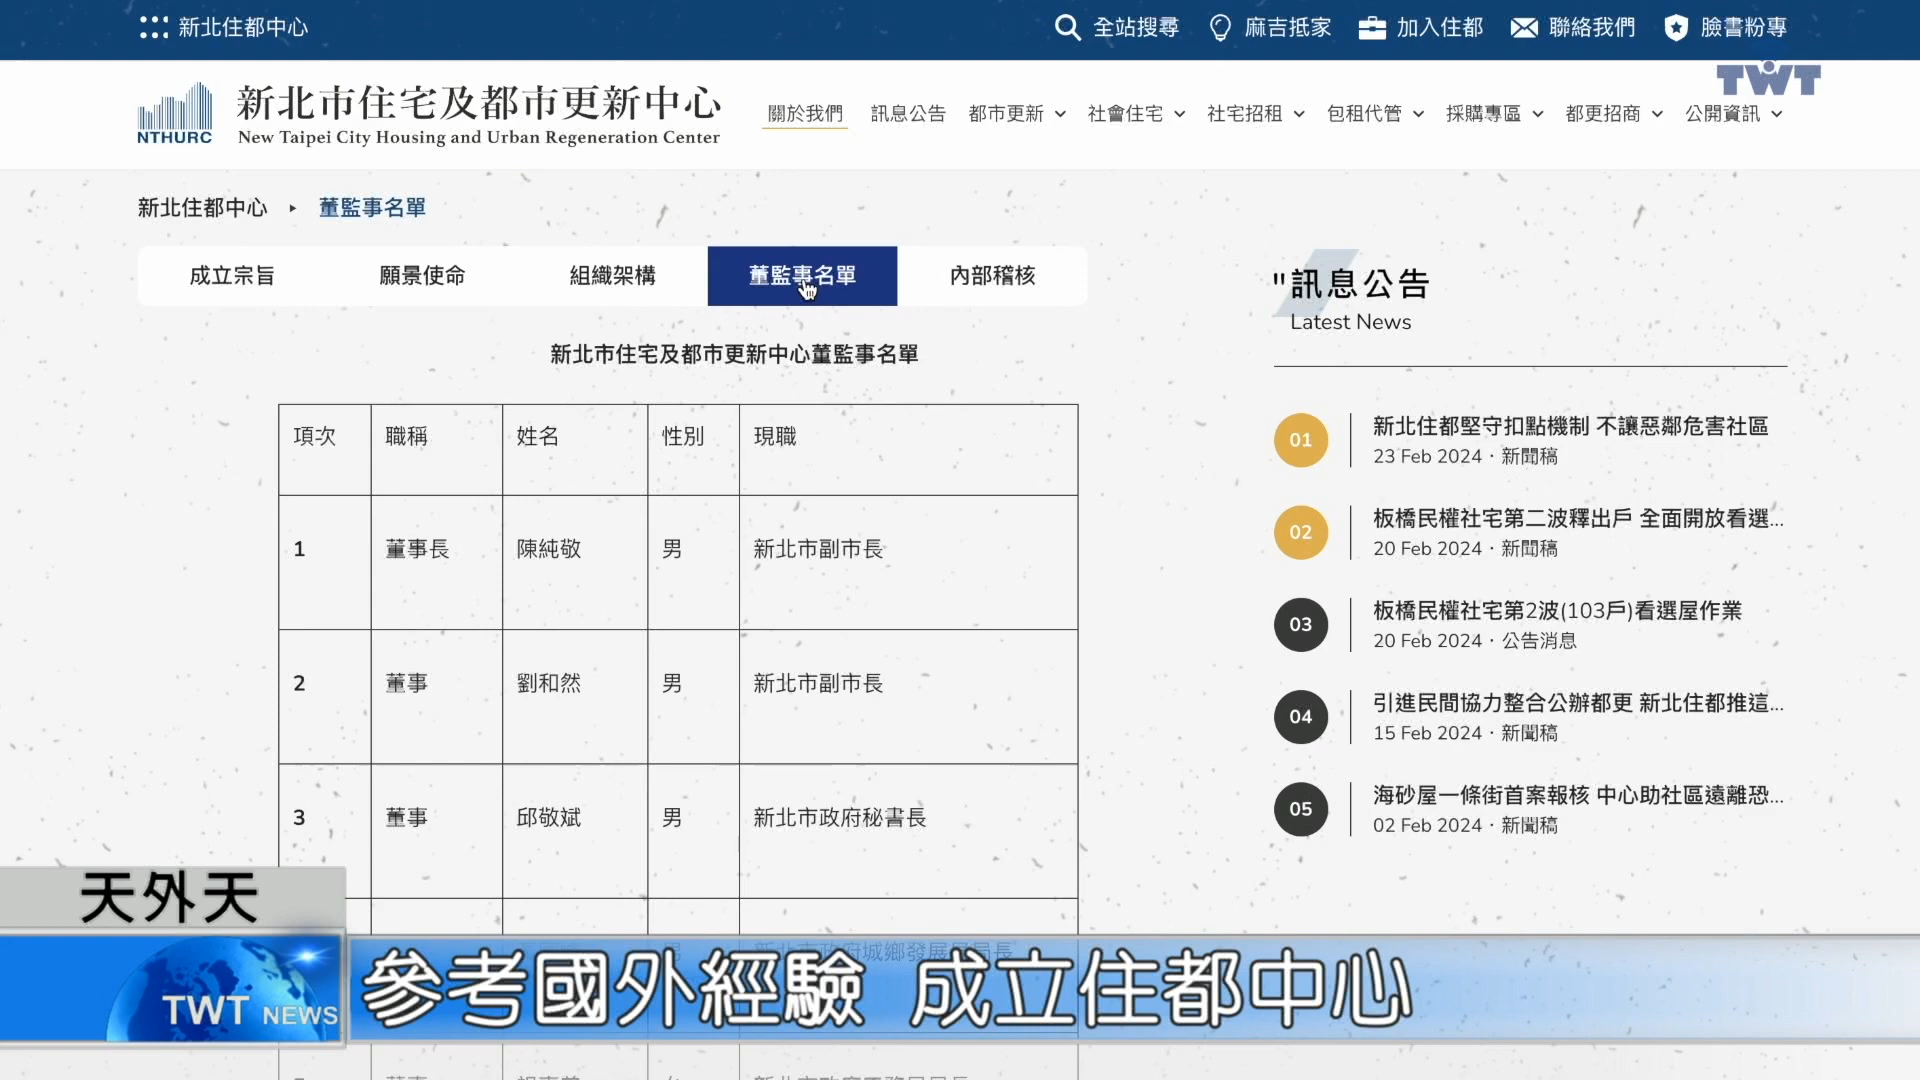 新北住都中心
全站搜尋
麻吉抵家
加入住都
聯絡我們
臉書粉專
TWT
NTHURC
新北市住宅及都市更新中心
New Taipei City Housing and Urban Regeneration Center
關於我們
訊息公告
都市更新
社會住宅
社宅招租
包租代管
採購專區
都更招商
公開資訊
新北住都中心 ▸ 董監事名單
成立宗旨
願景使命
組織架構
董監事名單
內部稽核
新北市住宅及都市更新中心董監事名單
項次 職稱 姓名 性別 現職
1 董事長 陳純敬 男 新北市副市長
2 董事 劉和然 男 新北市副市長
3 董事 邱敬斌 男 新北市政府秘書長
男 新北市政府城鄉發展局局長
"訊息公告
Latest News
01
新北住都堅守扣點機制 不讓惡鄰危害社區
23 Feb 2024 · 新聞稿
02
板橋民權社宅第二波釋出戶 全面開放看選...
20 Feb 2024 · 新聞稿
03
板橋民權社宅第2波(103戶)看選屋作業
20 Feb 2024 · 公告消息
04
引進民間協力整合公辦都更 新北住都推這...
15 Feb 2024 · 新聞稿
05
海砂屋一條街首案報核 中心助社區遠離恐...
02 Feb 2024 · 新聞稿
天外天
TWT NEWS
參考國外經驗 成立住都中心